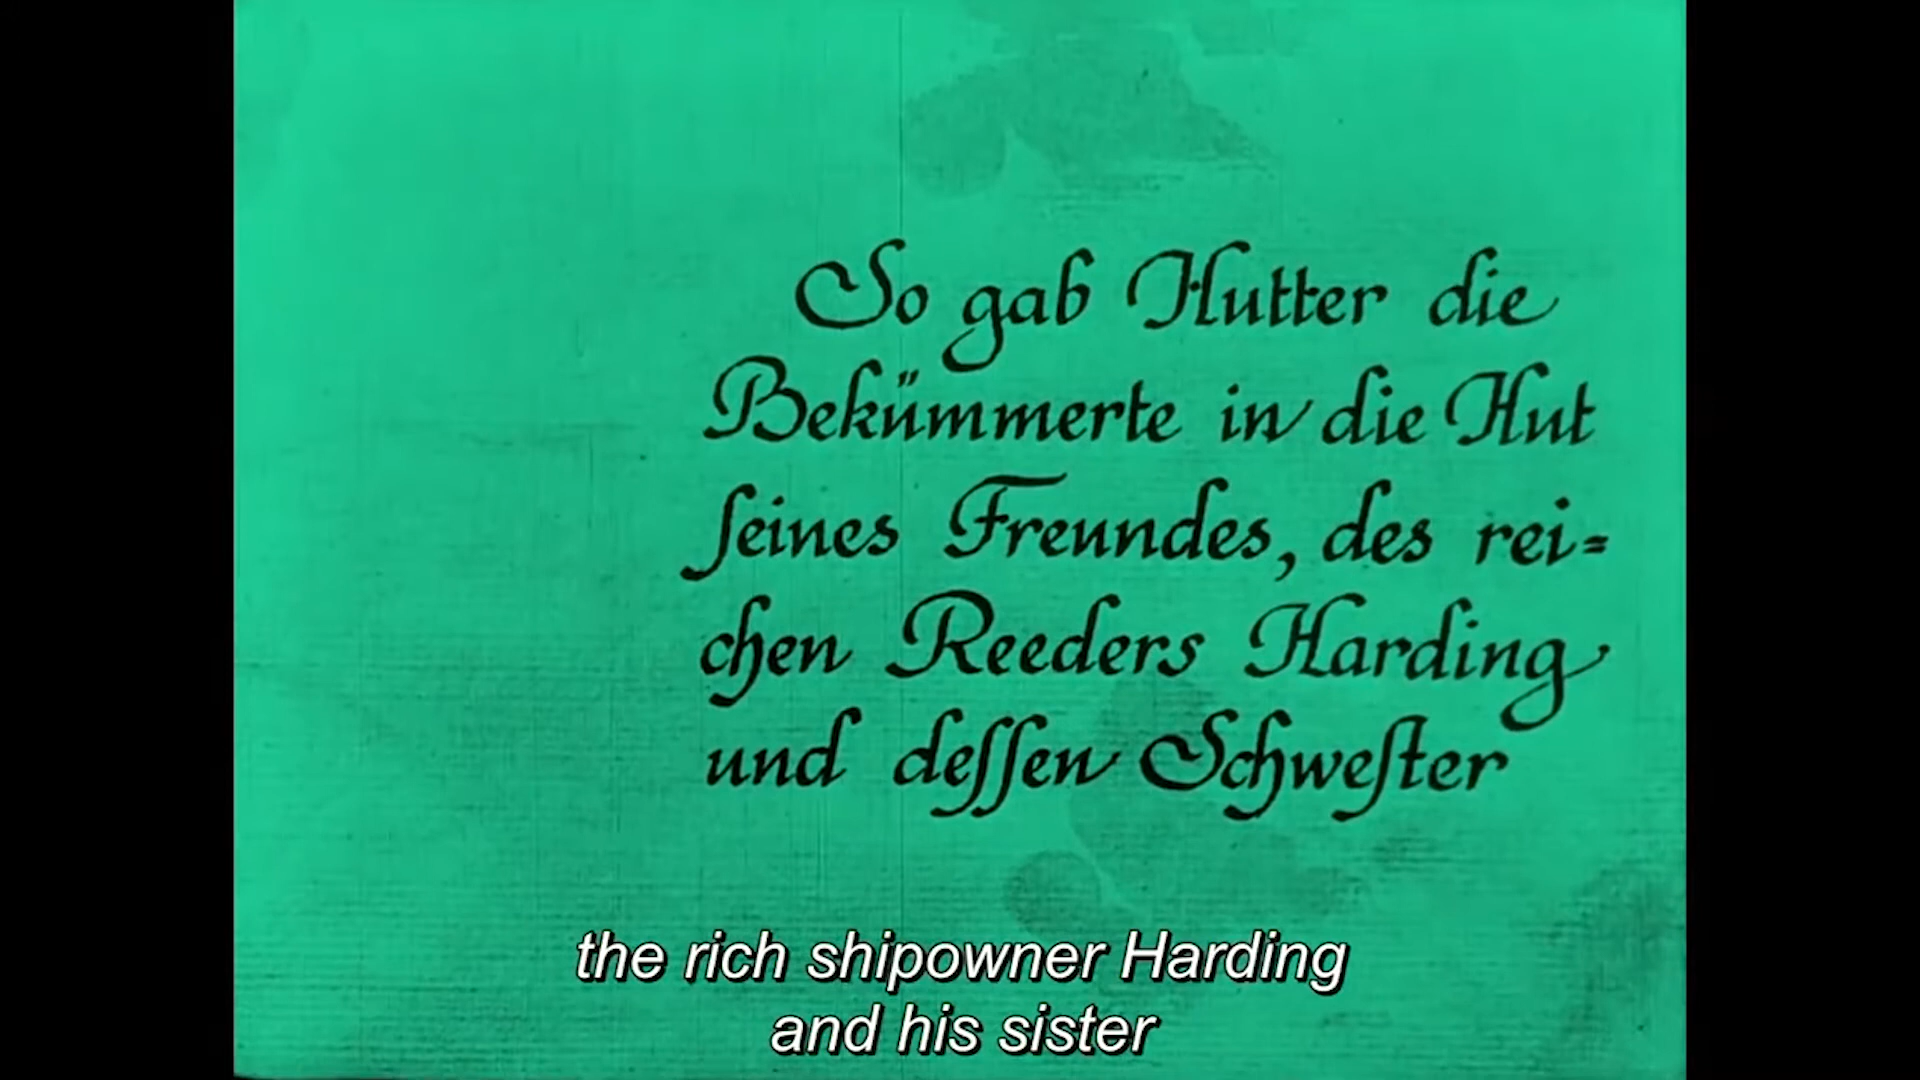 So gab Hutter die
Bekümmerte in die Hut
ſeines Freundes, des rei=
chen Reeders Harding
und deſſen Schweſter
the rich shipowner Harding
and his sister